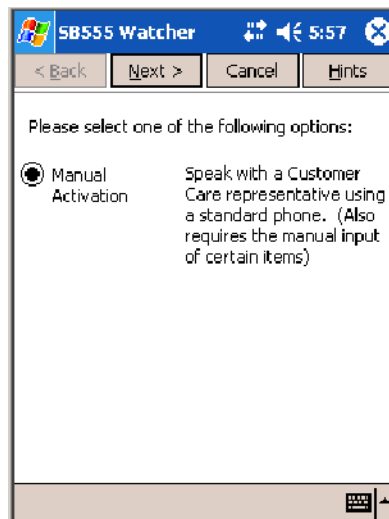 SB555 Watcher 5:57
< Back Next > Cancel Hints
Please select one of the following options:
Manual Activation
Speak with a Customer
Care representative using
a standard phone. (Also
requires the manual input
of certain items)